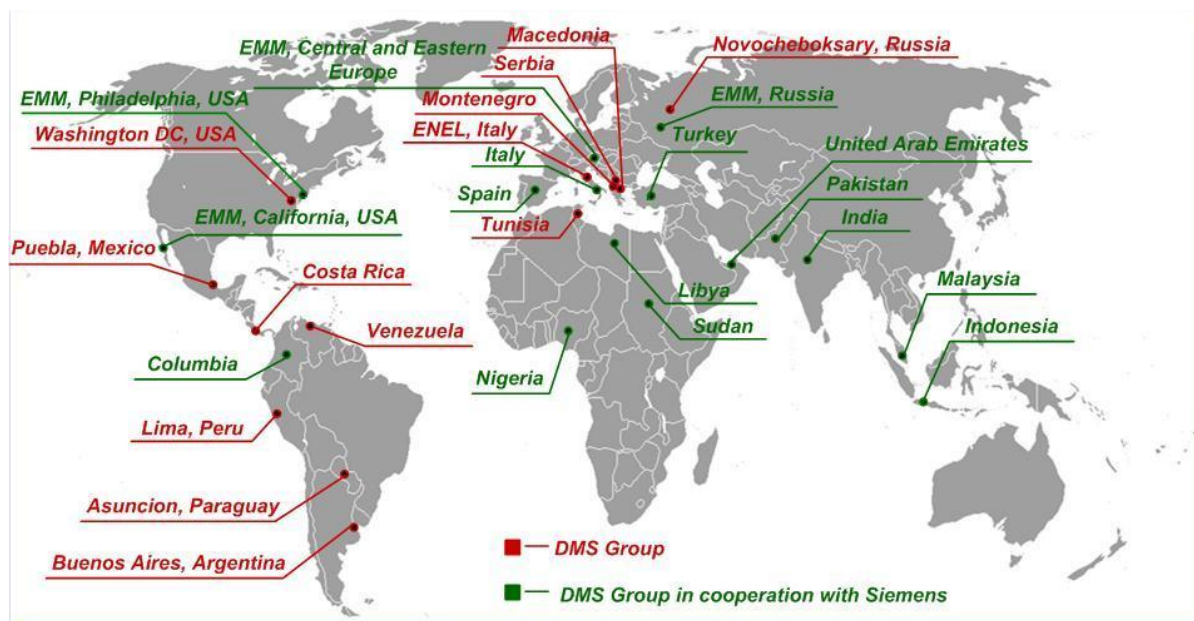 Macedonia
Novocheboksary, Russia
EMM, Central and Eastern
Europe
Serbia
EMM, Philadelphia, USA
Montenegro
EMM, Russia
Washington DC, USA
ENEL, Italy
Turkey
United Arab Emirates
Italy
Pakistan
Spain
EMM, California, USA
Tunisia
India
Puebla, Mexico
Costa Rica
Libya
Malaysia
Venezuela
Sudan
Indonesia
Columbia
Nigeria
Lima, Peru
Asuncion, Paraguay
Buenos Aires, Argentina
DMS Group
DMS Group in cooperation with Siemens